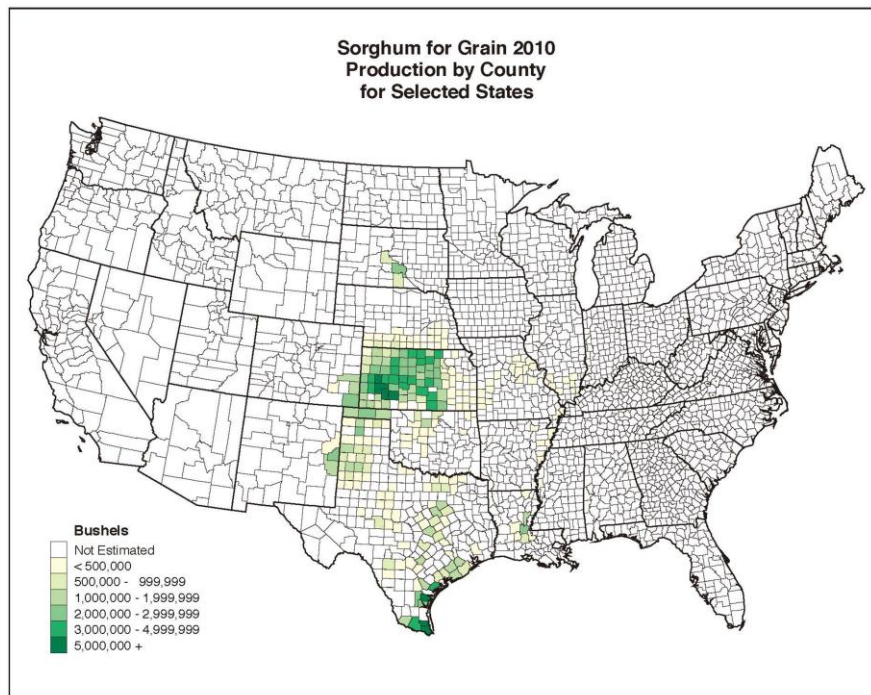 Sorghum for Grain 2010
Production by County
for Selected States
Bushels
Not Estimated
< 500,000
500,000 - 999,999
1,000,000 - 1,999,999
2,000,000 - 2,999,999
3,000,000 - 4,999,999
5,000,000 +